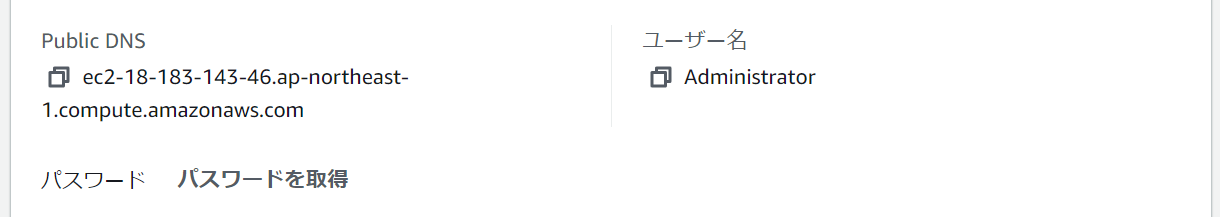 Public DNS
ec2-18-183-143-46.ap-northeast-
1.compute.amazonaws.com
ユーザー名
Administrator
パスワード パスワードを取得